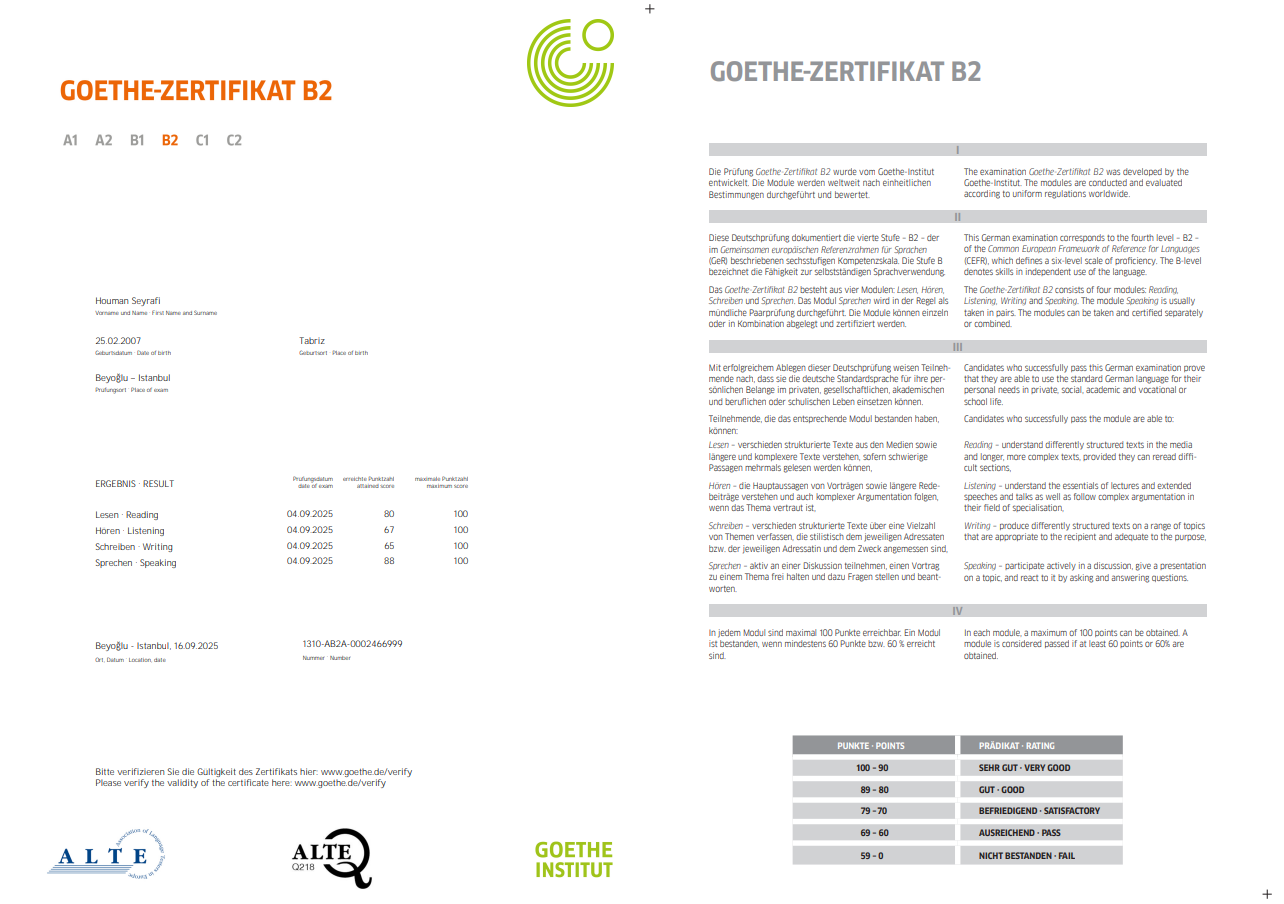 GOETHE-ZERTIFIKAT B2
A1 A2 B1 B2 C1 C2
Houman Seyrafi
Vorname und Name · First Name and Surname
25.02.2007
Geburtsdatum · Date of birth
Tabriz
Geburtsort · Place of birth
Beyoğlu – Istanbul
Prüfungsort · Place of exam
ERGEBNIS · RESULT
Prüfungsdatum
date of exam
erreichte Punktzahl
attained score
maximale Punktzahl
maximum score
Lesen · Reading 04.09.2025 80 100
Hören · Listening 04.09.2025 67 100
Schreiben · Writing 04.09.2025 65 100
Sprechen · Speaking 04.09.2025 88 100
Beyoğlu - Istanbul, 16.09.2025
Ort, Datum · Location, date
1310-AB2A-0002466999
Nummer · Number
Bitte verifizieren Sie die Gültigkeit des Zertifikats hier: www.goethe.de/verify
Please verify the validity of the certificate here: www.goethe.de/verify
ALTE
Association of Language Testers in Europe
ALTE
Q218
GOETHE
INSTITUT
GOETHE-ZERTIFIKAT B2
I
Die Prüfung Goethe-Zertifikat B2 wurde vom Goethe-Institut
entwickelt. Die Module werden weltweit nach einheitlichen
Bestimmungen durchgeführt und bewertet.
The examination Goethe-Zertifikat B2 was developed by the
Goethe-Institut. The modules are conducted and evaluated
according to uniform regulations worldwide.
II
Diese Deutschprüfung dokumentiert die vierte Stufe – B2 – der
im Gemeinsamen europäischen Referenzrahmen für Sprachen
(GeR) beschriebenen sechsstufigen Kompetenzskala. Die Stufe B
bezeichnet die Fähigkeit zur selbstständigen Sprachverwendung.
Das Goethe-Zertifikat B2 besteht aus vier Modulen: Lesen, Hören,
Schreiben und Sprechen. Das Modul Sprechen wird in der Regel als
mündliche Paarprüfung durchgeführt. Die Module können einzeln
oder in Kombination abgelegt und zertifiziert werden.
This German examination corresponds to the fourth level – B2 –
of the Common European Framework of Reference for Languages
(CEFR), which defines a six-level scale of proficiency. The B-level
denotes skills in independent use of the language.
The Goethe-Zertifikat B2 consists of four modules: Reading,
Listening, Writing and Speaking. The module Speaking is usually
taken in pairs. The modules can be taken and certified separately
or combined.
III
Mit erfolgreichem Ablegen dieser Deutschprüfung weisen Teilneh-
mende nach, dass sie die deutsche Standardsprache für ihre per-
sönlichen Belange im privaten, gesellschaftlichen, akademischen
und beruflichen oder schulischen Leben einsetzen können.
Teilnehmende, die das entsprechende Modul bestanden haben,
können:
Lesen – verschieden strukturierte Texte aus den Medien sowie
längere und komplexere Texte verstehen, sofern schwierige
Passagen mehrmals gelesen werden können,
Hören – die Hauptaussagen von Vorträgen sowie längere Rede-
beiträge verstehen und auch komplexer Argumentation folgen,
wenn das Thema vertraut ist,
Schreiben – verschieden strukturierte Texte über eine Vielzahl
von Themen verfassen, die stilistisch dem jeweiligen Adressaten
bzw. der jeweiligen Adressatin und dem Zweck angemessen sind,
Sprechen – aktiv an einer Diskussion teilnehmen, einen Vortrag
zu einem Thema frei halten und dazu Fragen stellen und beant-
worten.
Candidates who successfully pass this German examination prove
that they are able to use the standard German language for their
personal needs in private, social, academic and vocational or
school life.
Candidates who successfully pass the module are able to:
Reading – understand differently structured texts in the media
and longer, more complex texts, provided they can reread diffi-
cult sections,
Listening – understand the essentials of lectures and extended
speeches and talks as well as follow complex argumentation in
their field of specialisation,
Writing – produce differently structured texts on a range of topics
that are appropriate to the recipient and adequate to the purpose,
Speaking – participate actively in a discussion, give a presentation
on a topic, and react to it by asking and answering questions.
IV
In jedem Modul sind maximal 100 Punkte erreichbar. Ein Modul
ist bestanden, wenn mindestens 60 Punkte bzw. 60 % erreicht
sind.
In each module, a maximum of 100 points can be obtained. A
module is considered passed if at least 60 points or 60% are
obtained.
PUNKTE · POINTS PRÄDIKAT · RATING
100 – 90 SEHR GUT · VERY GOOD
89 – 80 GUT · GOOD
79 – 70 BEFRIEDIGEND · SATISFACTORY
69 – 60 AUSREICHEND · PASS
59 – 0 NICHT BESTANDEN · FAIL